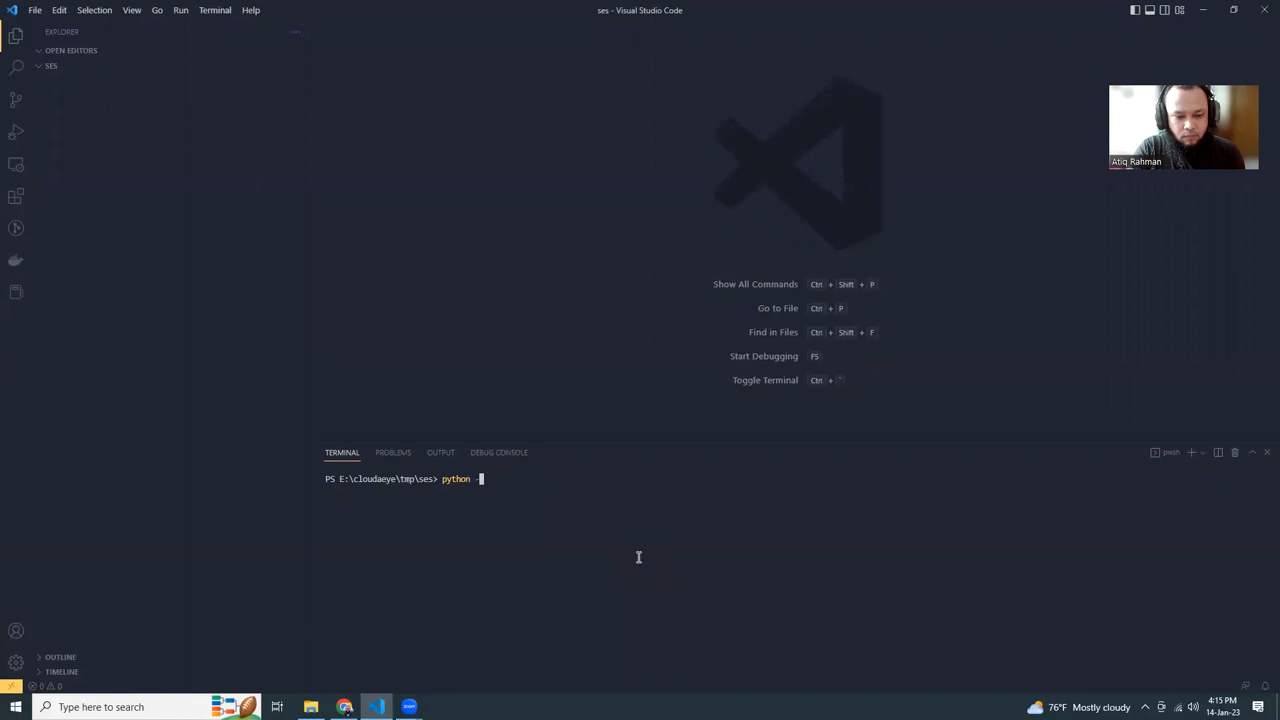 File Edit Selection View Go Run Terminal Help
ses - Visual Studio Code
EXPLORER
OPEN EDITORS
SES
Atiq Rahman
Show All Commands Ctrl + Shift + P
Go to File Ctrl + P
Find in Files Ctrl + Shift + F
Start Debugging F5
Toggle Terminal Ctrl + `
TERMINAL PROBLEMS OUTPUT DEBUG CONSOLE
pwsh
PS E:\cloudaeye\tmp\ses> python -
OUTLINE
TIMELINE
0 0
Type here to search
zoom
76°F Mostly cloudy
4:15 PM
14-Jan-23